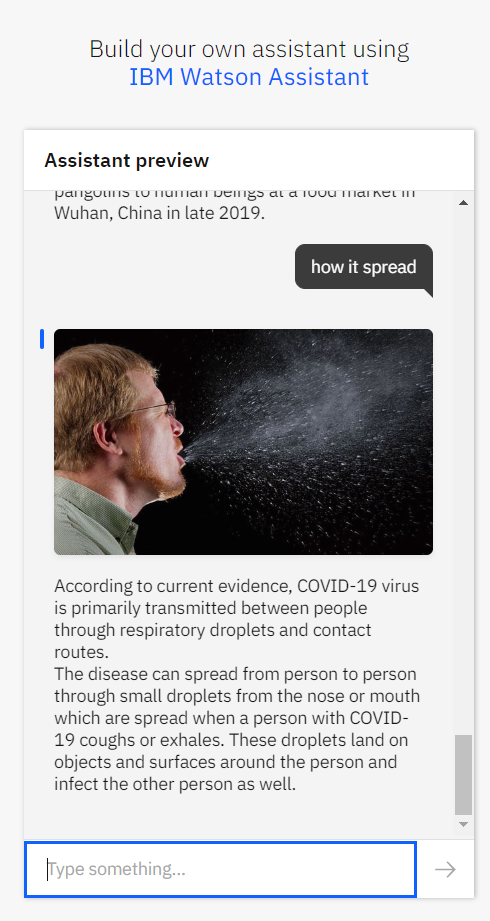 Build your own assistant using
IBM Watson Assistant
Assistant preview
pangolins to human beings at a food market in
Wuhan, China in late 2019.
how it spread
According to current evidence, COVID-19 virus
is primarily transmitted between people
through respiratory droplets and contact
routes.
The disease can spread from person to person
through small droplets from the nose or mouth
which are spread when a person with COVID-
19 coughs or exhales. These droplets land on
objects and surfaces around the person and
infect the other person as well.
Type something...